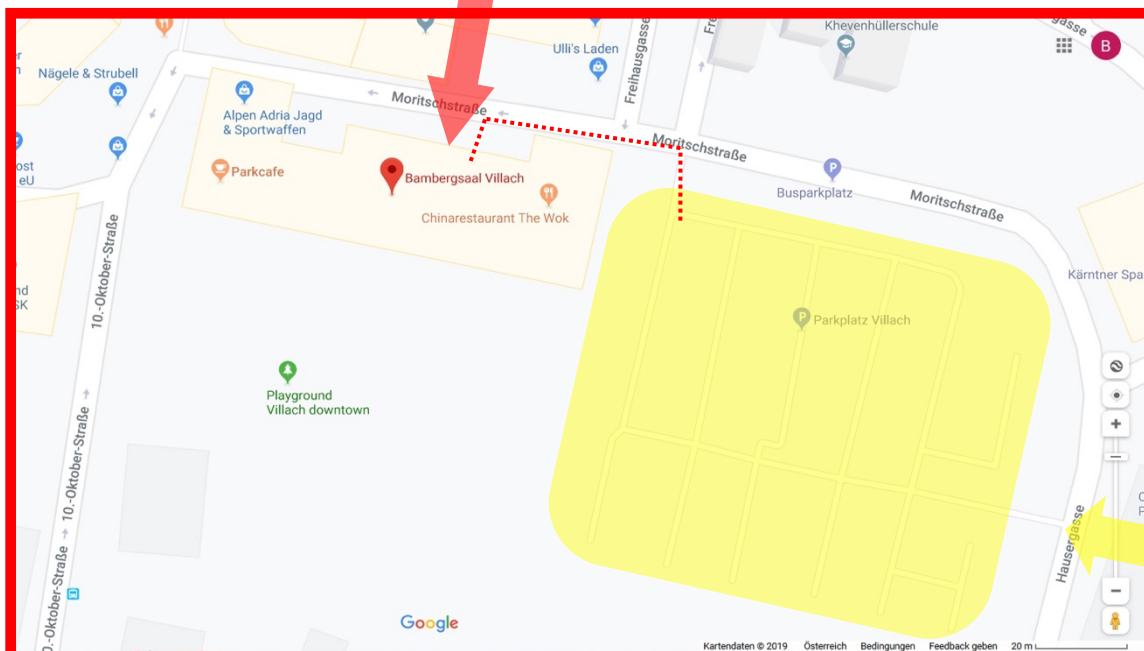 Khevenhüllerschule
B
Ulli's Laden
Nägele & Strubell
Freihausgasse
Moritschstraße
Alpen Adria Jagd
& Sportwaffen
Moritschstraße
Parkcafe
Bambergsaal Villach
P
Busparkplatz
Moritschstraße
Chinarestaurant The Wok
10.-Oktober-Straße
Kärntner Spa
P
Parkplatz Villach
Playground
Villach downtown
10.-Oktober-Straße
10.-Oktober-Straße
Hausergasse
Google
Kartendaten © 2019 Österreich Bedingungen Feedback geben 20 m